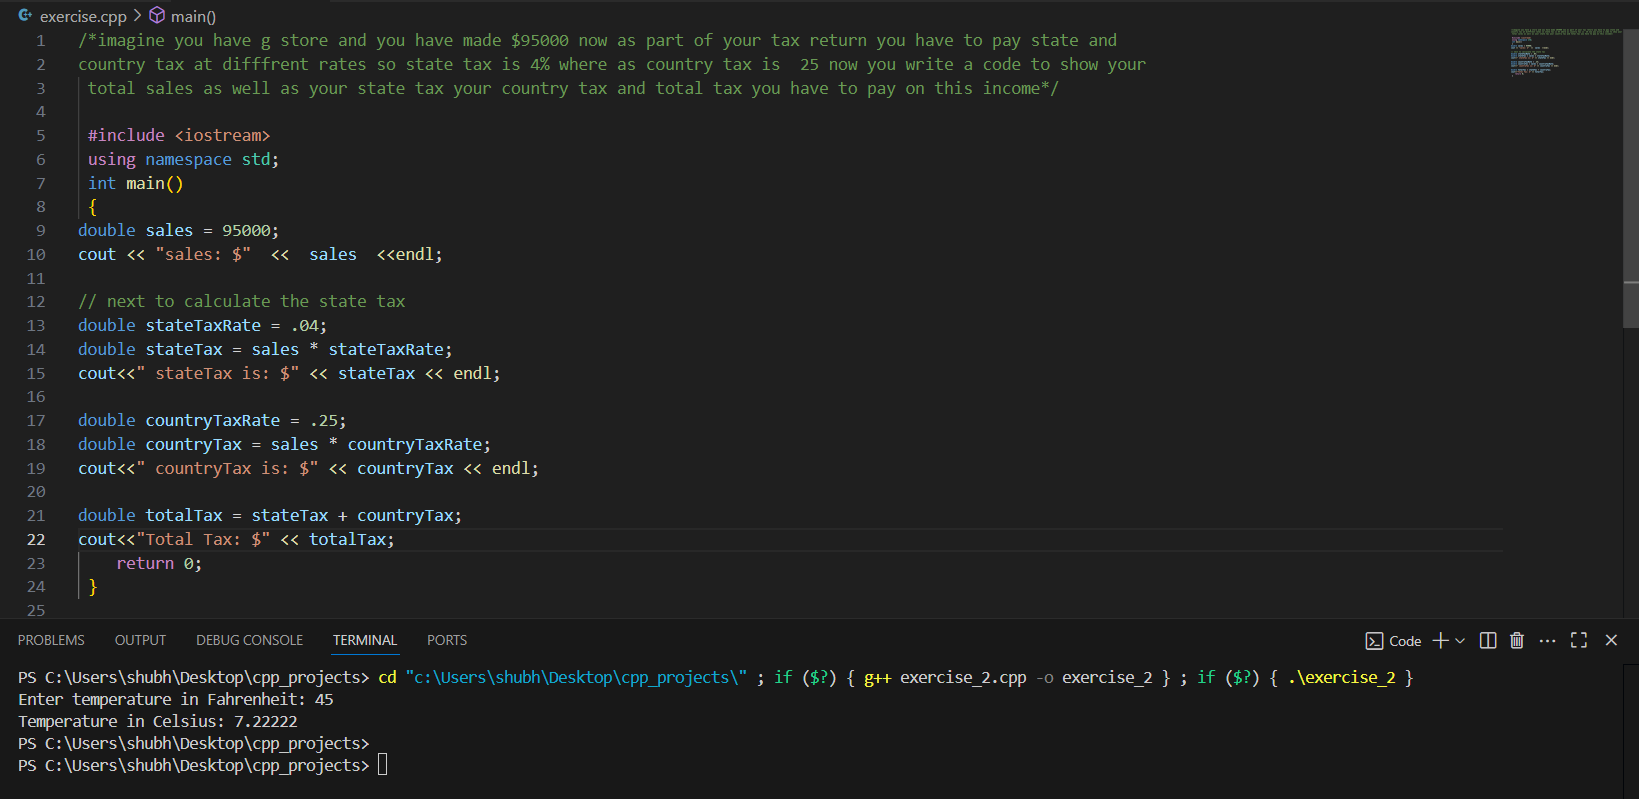 exercise.cpp > main()
1 /*imagine you have g store and you have made $95000 now as part of your tax return you have to pay state and
2 country tax at difffrent rates so state tax is 4% where as country tax is  25 now you write a code to show your
3 total sales as well as your state tax your country tax and total tax you have to pay on this income*/
4
5 #include <iostream>
6 using namespace std;
7 int main()
8 {
9 double sales = 95000;
10 cout << "sales: $"  <<  sales  <<endl;
11
12 // next to calculate the state tax
13 double stateTaxRate = .04;
14 double stateTax = sales * stateTaxRate;
15 cout<<" stateTax is: $" << stateTax << endl;
16
17 double countryTaxRate = .25;
18 double countryTax = sales * countryTaxRate;
19 cout<<" countryTax is: $" << countryTax << endl;
20
21 double totalTax = stateTax + countryTax;
22 cout<<"Total Tax: $" << totalTax;
23 return 0;
24 }
25
PROBLEMS OUTPUT DEBUG CONSOLE TERMINAL PORTS Code
PS C:\Users\shubh\Desktop\cpp_projects> cd "c:\Users\shubh\Desktop\cpp_projects\" ; if ($?) { g++ exercise_2.cpp -o exercise_2 } ; if ($?) { .\exercise_2 }
Enter temperature in Fahrenheit: 45
Temperature in Celsius: 7.22222
PS C:\Users\shubh\Desktop\cpp_projects>
PS C:\Users\shubh\Desktop\cpp_projects>